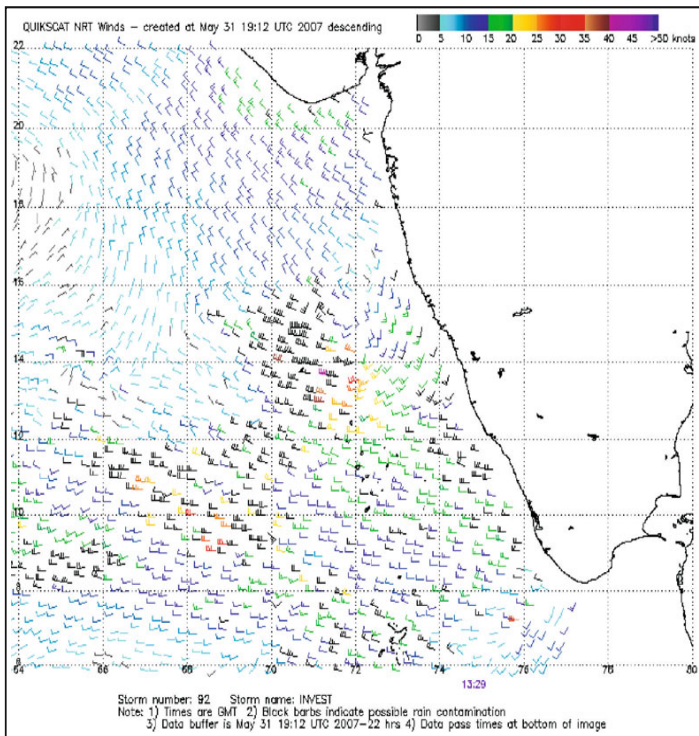 QUIKSCAT NRT Winds – created at May 31 19:12 UTC 2007 descending
0 5 10 15 20 25 30 35 40 45 >50 knots
22
20
18
16
14
12
10
8
6
64 66 68 70 72 74 76 78 80
13:29
Storm number: 92 Storm name: INVEST
Note: 1) Times are GMT 2) Black barbs indicate possible rain contamination
3) Data buffer is May 31 19:12 UTC 2007-22 hrs 4) Data pass times at bottom of image